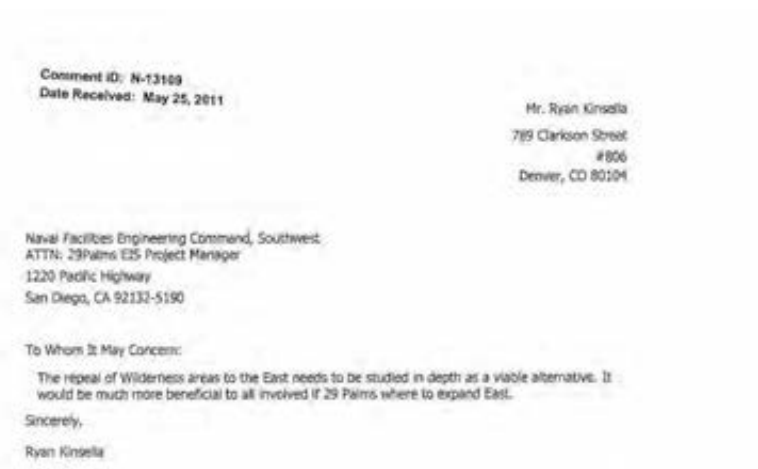 Comment ID: N-13109
Date Received: May 25, 2011
Mr. Ryan Kinsella
789 Clarkson Street
#806
Denver, CO 80104
Naval Facilities Engineering Command, Southwest
ATTN: 29Palms EIS Project Manager
1220 Pacific Highway
San Diego, CA 92132-5190
To Whom It May Concern:
The repeal of Wilderness areas to the East needs to be studied in depth as a viable alternative. It
would be much more beneficial to all involved if 29 Palms where to expand East.
Sincerely,
Ryan Kinsella